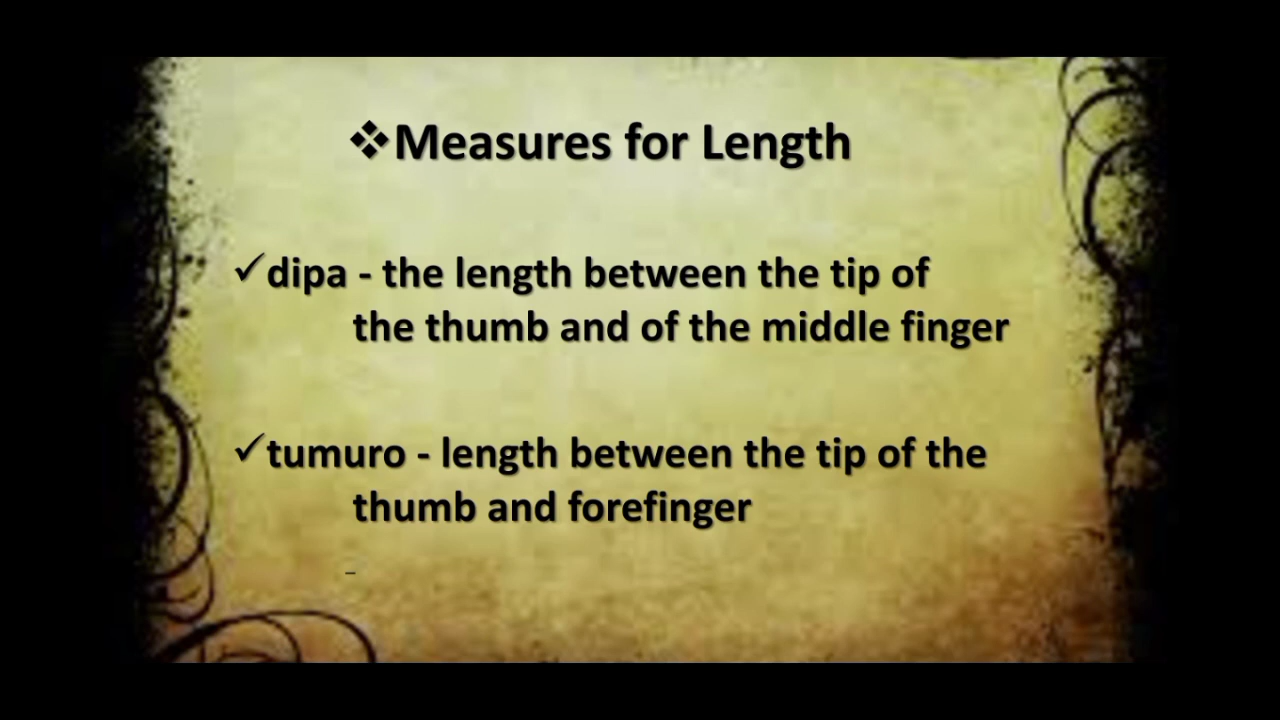 ❖Measures for Length
✓dipa - the length between the tip of
the thumb and of the middle finger
✓tumuro - length between the tip of the
thumb and forefinger
–